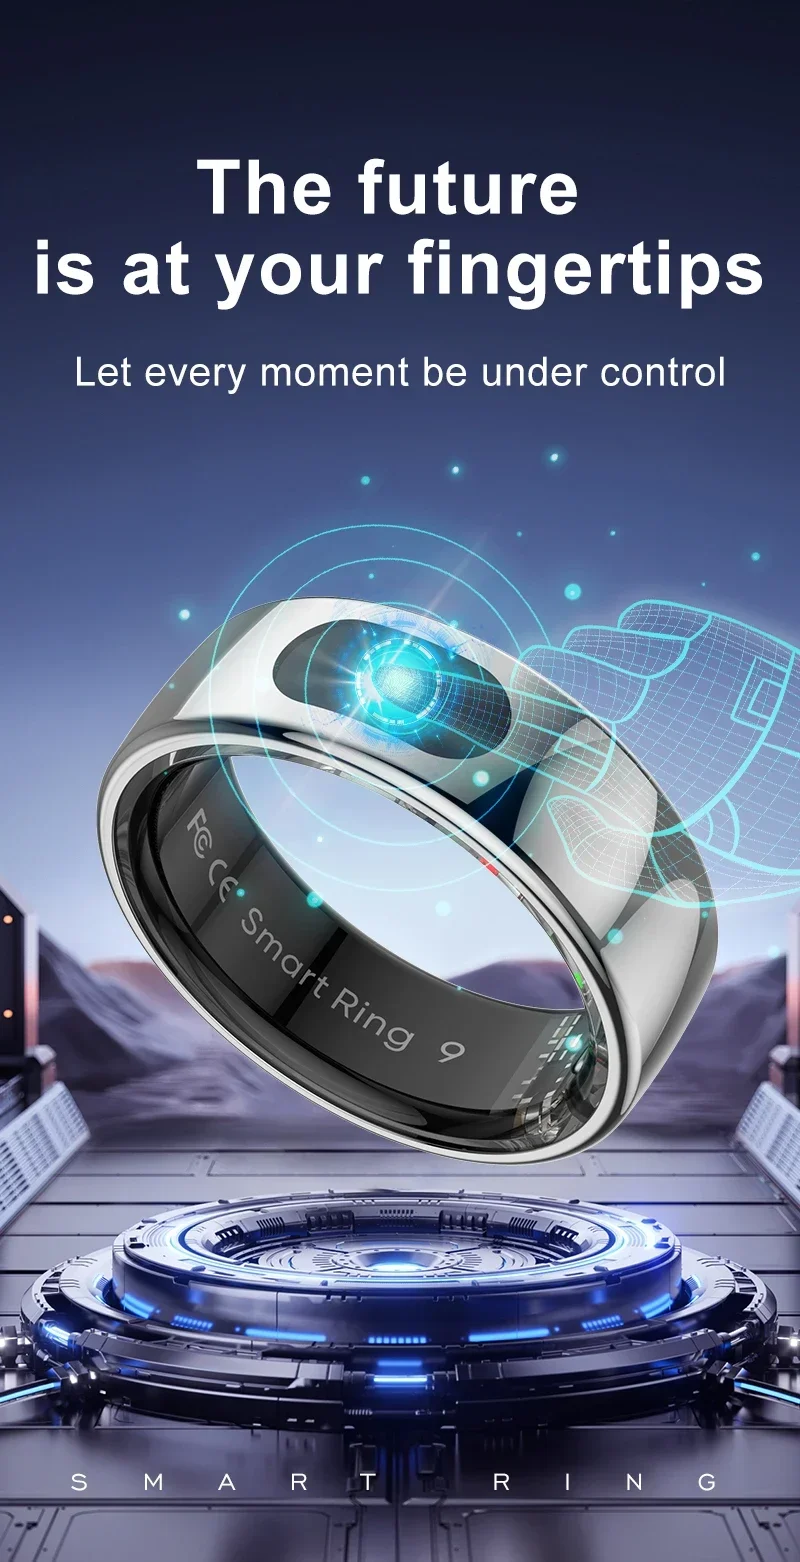 The future
is at your fingertips
Let every moment be under control
FC CE Smart Ring 9
SMART RING